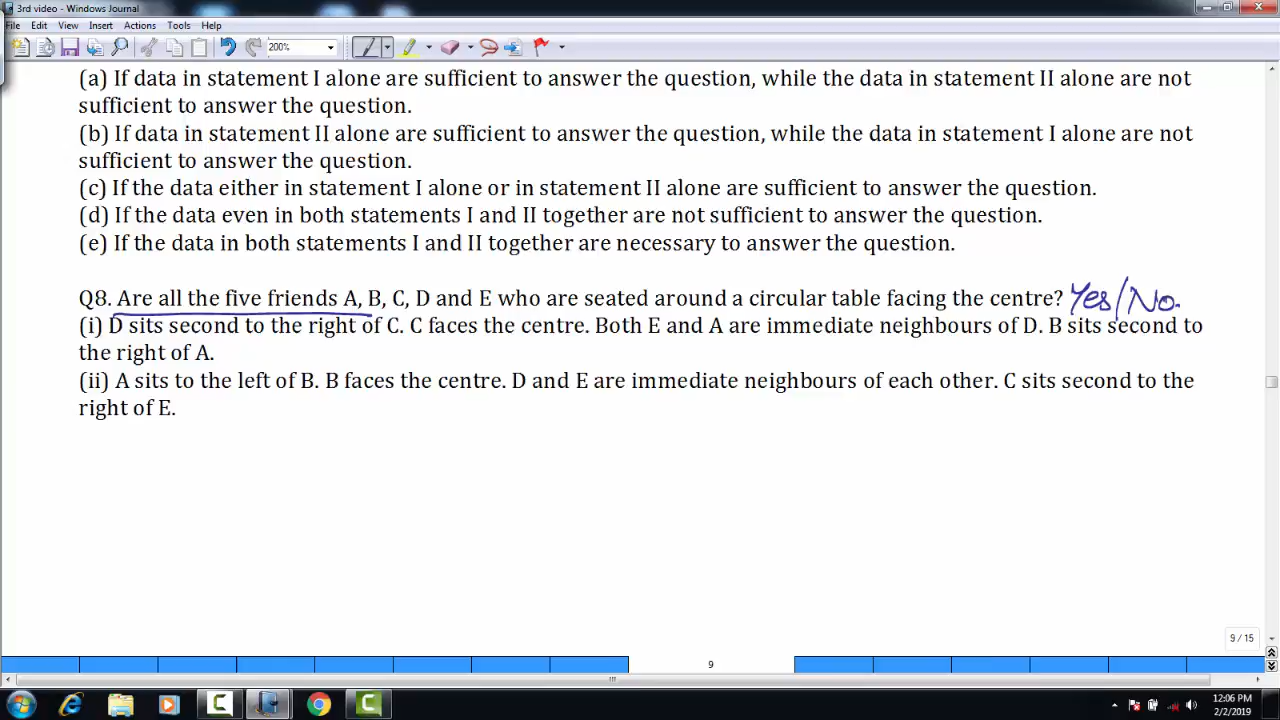 3rd video - Windows Journal
File Edit View Insert Actions Tools Help
200%
(a) If data in statement I alone are sufficient to answer the question, while the data in statement II alone are not
sufficient to answer the question.
(b) If data in statement II alone are sufficient to answer the question, while the data in statement I alone are not
sufficient to answer the question.
(c) If the data either in statement I alone or in statement II alone are sufficient to answer the question.
(d) If the data even in both statements I and II together are not sufficient to answer the question.
(e) If the data in both statements I and II together are necessary to answer the question.
Q8. Are all the five friends A, B, C, D and E who are seated around a circular table facing the centre? Yes/No.
(i) D sits second to the right of C. C faces the centre. Both E and A are immediate neighbours of D. B sits second to
the right of A.
(ii) A sits to the left of B. B faces the centre. D and E are immediate neighbours of each other. C sits second to the
right of E.
9 / 15
9
12:06 PM
2/2/2019